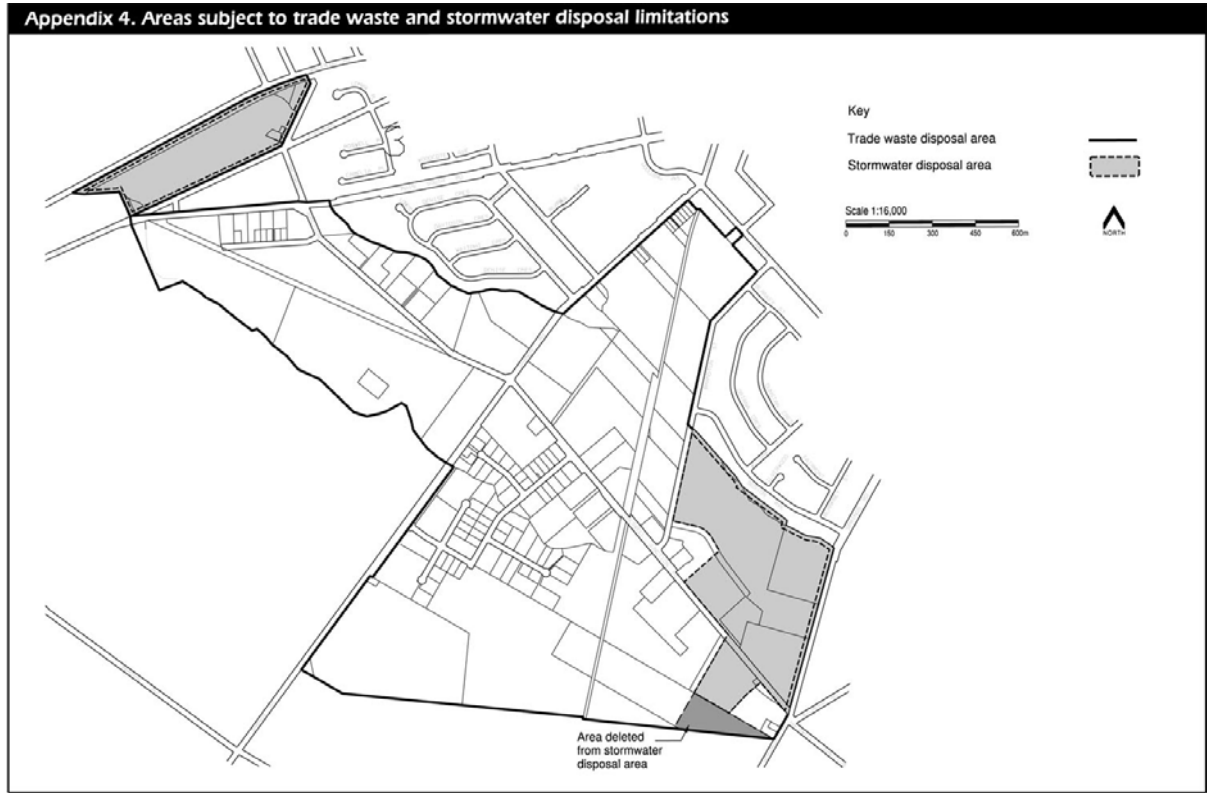 Appendix 4. Areas subject to trade waste and stormwater disposal limitations
Key
Trade waste disposal area
Stormwater disposal area
Scale 1:16,000
0 150 300 450 600m
NORTH
Area deleted
from stormwater
disposal area